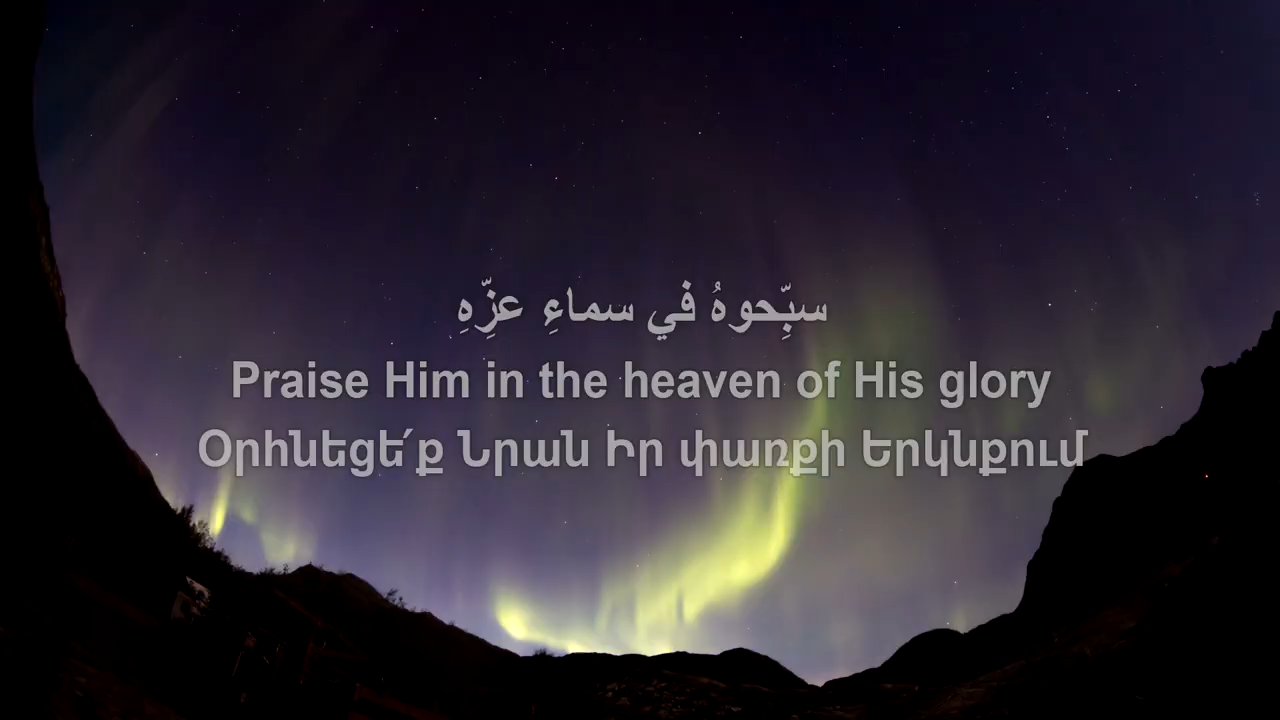 سبِّحوهُ في سماءِ عزِّهِ
Praise Him in the heaven of His glory
Օրհնեցե՛ք Նրան Իր փառքի Երկնքում